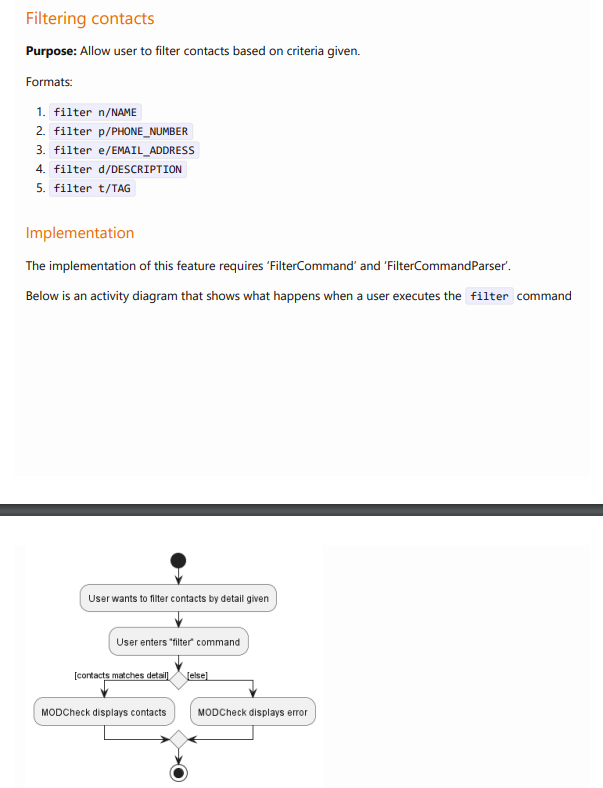 Filtering contacts
Purpose: Allow user to filter contacts based on criteria given.
Formats:
1. filter n/NAME
2. filter p/PHONE_NUMBER
3. filter e/EMAIL_ADDRESS
4. filter d/DESCRIPTION
5. filter t/TAG
Implementation
The implementation of this feature requires ‘FilterCommand’ and ‘FilterCommandParser’.
Below is an activity diagram that shows what happens when a user executes the filter command
User wants to filter contacts by detail given
User enters "filter" command
[contacts matches detail] [else]
MODCheck displays contacts
MODCheck displays error